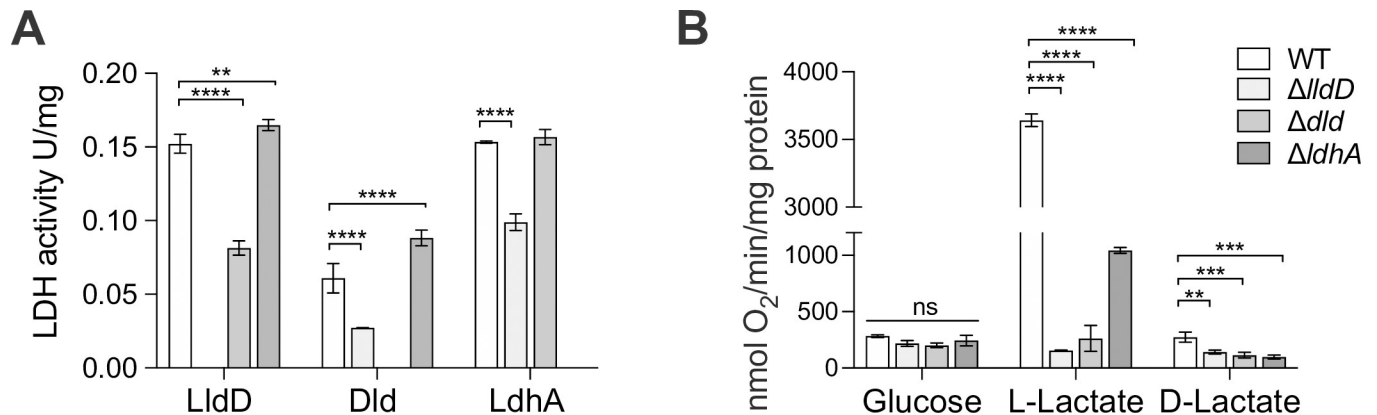 A
LDH activity U/mg
0.20
0.15
0.10
0.05
0.00
**
****
****
****
****
LldD
Dld
LdhA
B
nmol O2/min/mg protein
4000
3500
3000
1000
500
0
ns
****
****
****
***
***
**
Glucose
L-Lactate
D-Lactate
WT
ΔlldD
Δdld
ΔldhA